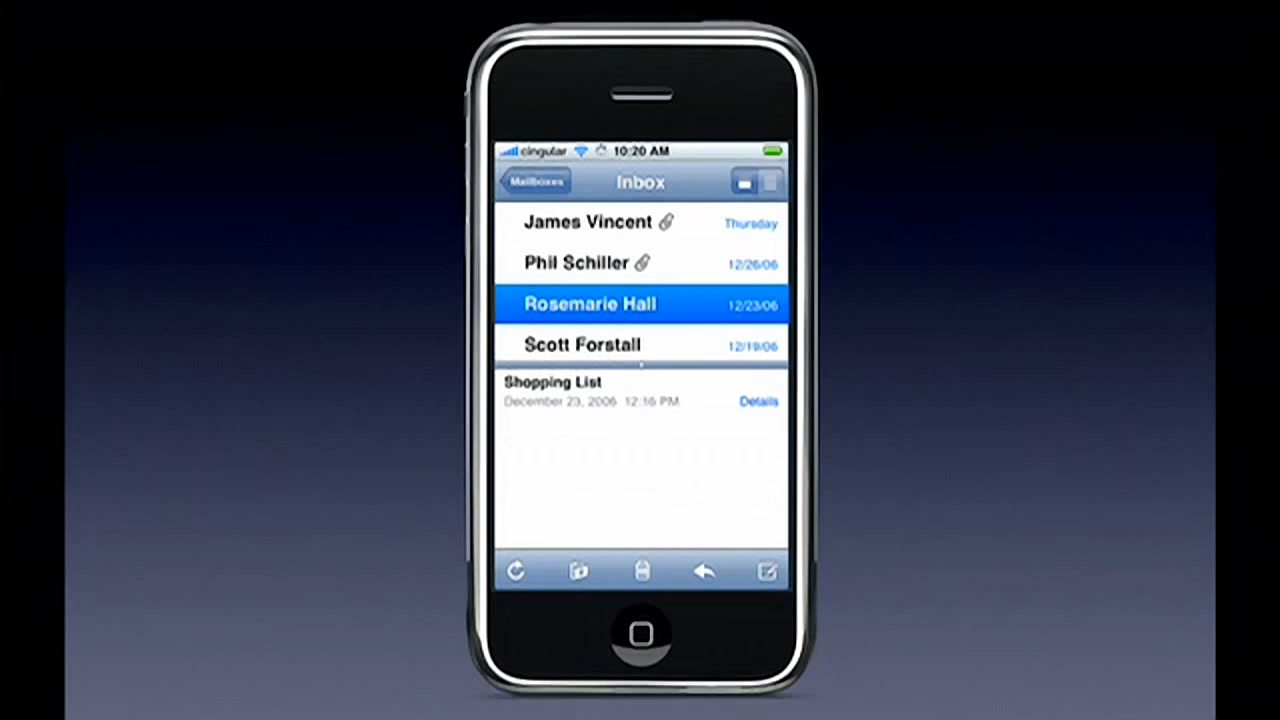 cingular 10:20 AM
Mailboxes Inbox
James Vincent Thursday
Phil Schiller 12/26/06
Rosemarie Hall 12/23/06
Scott Forstall 12/19/06
Shopping List
December 23, 2006 12:16 PM Details